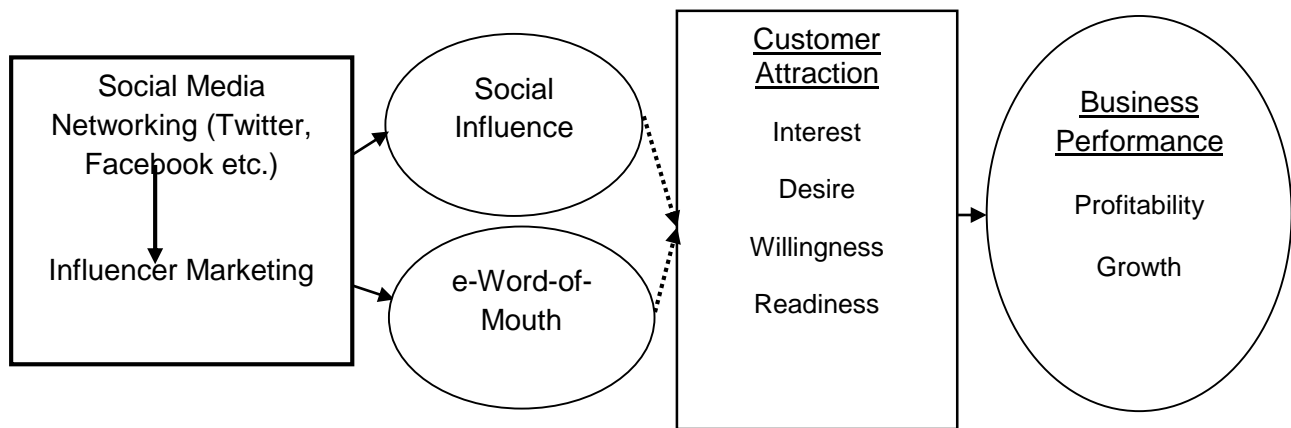 Social Media
Networking (Twitter,
Facebook etc.)
Influencer Marketing
Social
Influence
e-Word-of-
Mouth
Customer
Attraction
Interest
Desire
Willingness
Readiness
Business
Performance
Profitability
Growth